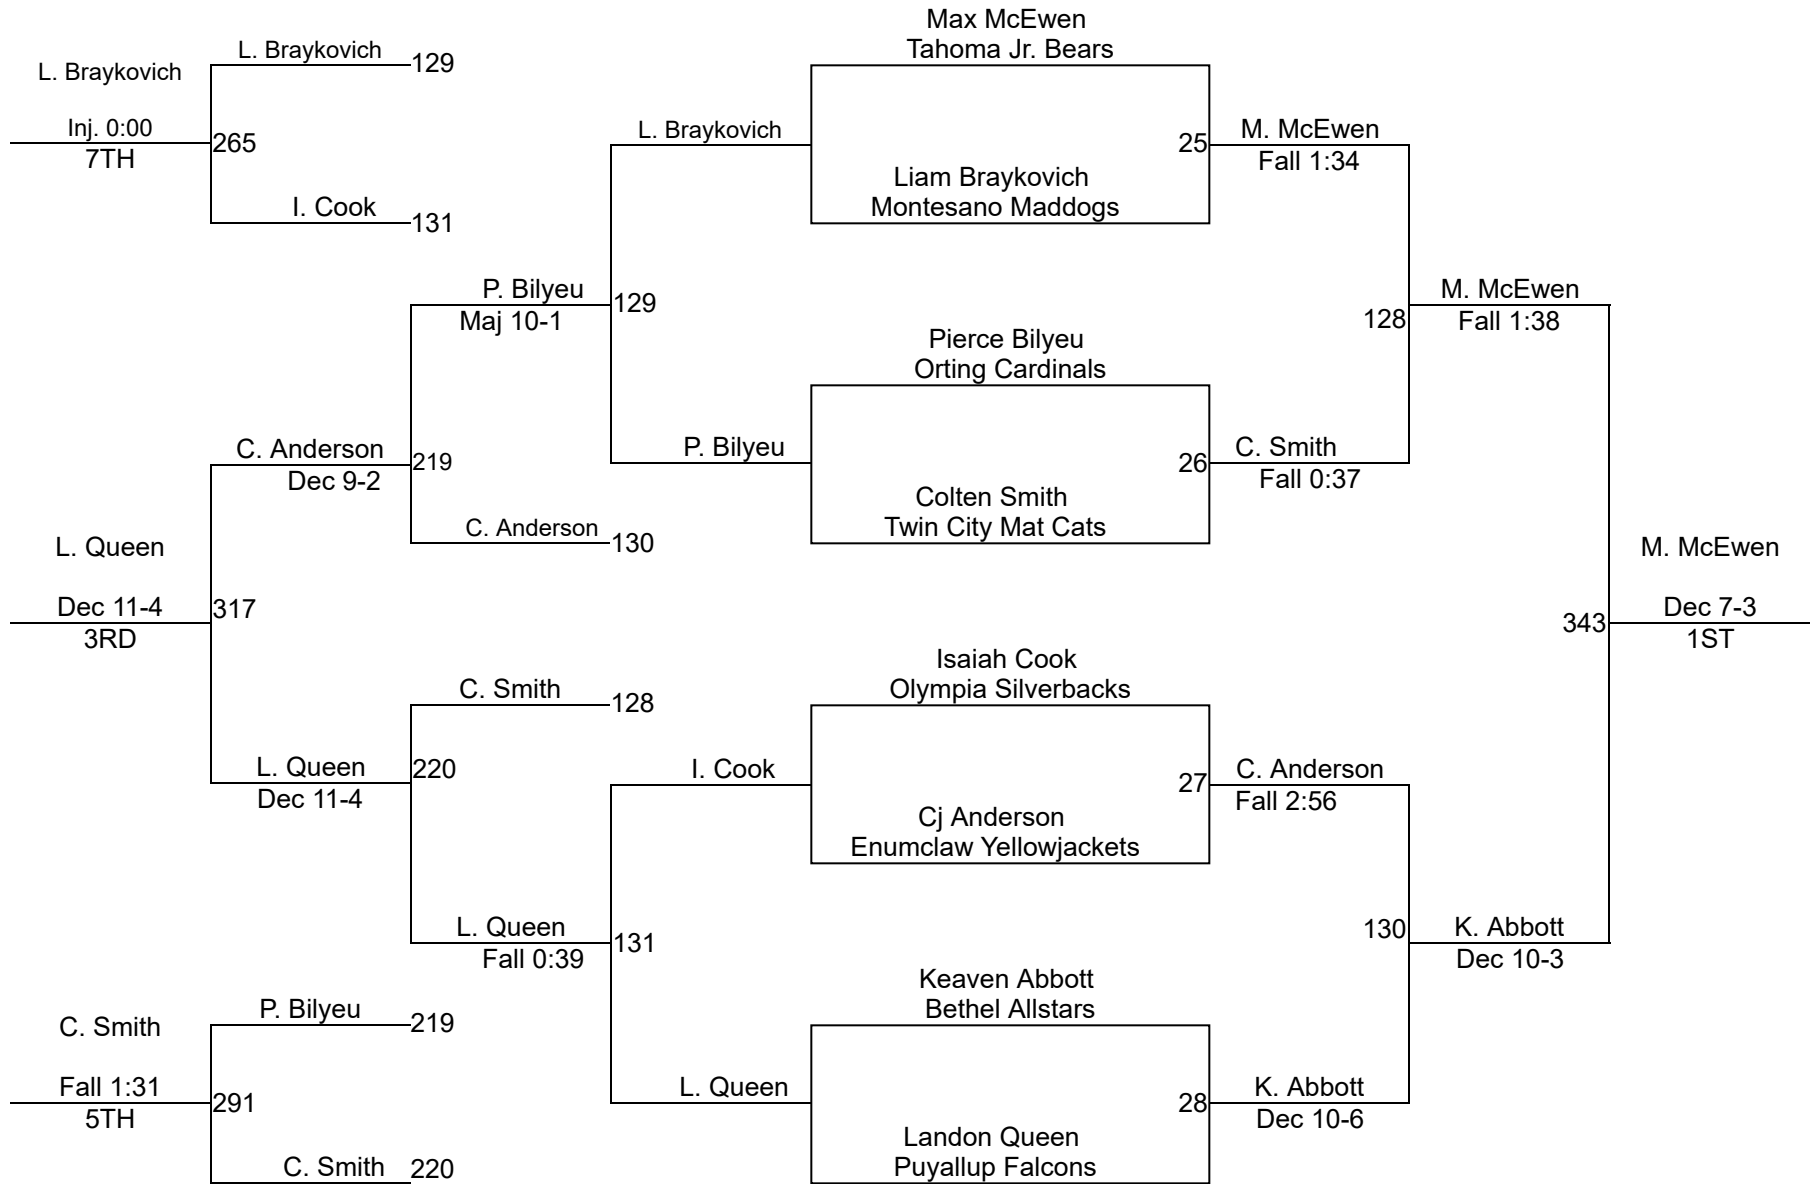 Max McEwen
Tahoma Jr. Bears
L. Braykovich
129
L. Braykovich
Inj. 0:00
7TH
265
L. Braykovich
25
M. McEwen
Fall 1:34
Liam Braykovich
Montesano Maddogs
I. Cook
131
P. Bilyeu
Maj 10-1
129
M. McEwen
Fall 1:38
128
Pierce Bilyeu
Orting Cardinals
C. Anderson
Dec 9-2
219
P. Bilyeu
26
C. Smith
Fall 0:37
Colten Smith
Twin City Mat Cats
C. Anderson
130
L. Queen
Dec 11-4
3RD
317
M. McEwen
343
Dec 7-3
1ST
Isaiah Cook
Olympia Silverbacks
C. Smith
128
L. Queen
Dec 11-4
220
I. Cook
27
C. Anderson
Fall 2:56
Cj Anderson
Enumclaw Yellowjackets
L. Queen
Fall 0:39
131
130
K. Abbott
Dec 10-3
Keaven Abbott
Bethel Allstars
P. Bilyeu
219
C. Smith
Fall 1:31
5TH
291
L. Queen
28
K. Abbott
Dec 10-6
Landon Queen
Puyallup Falcons
C. Smith
220